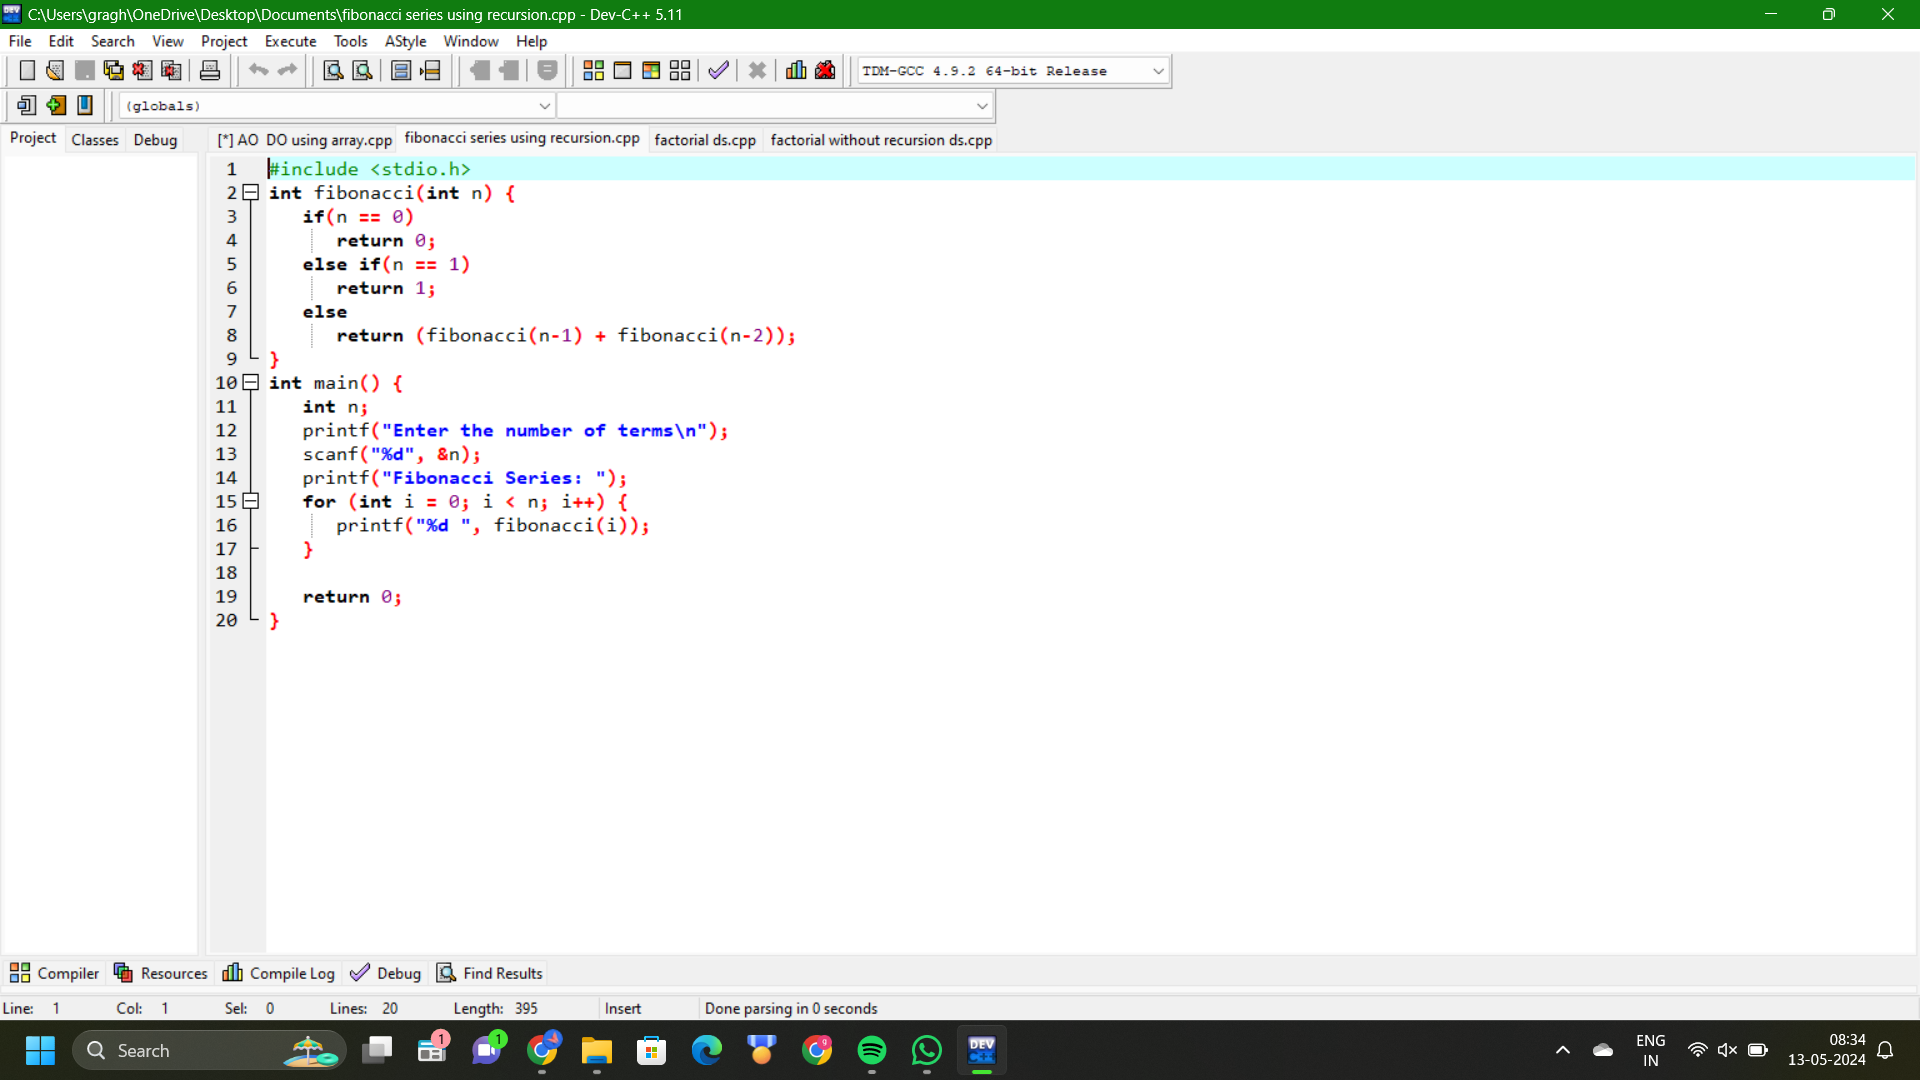 C:\Users\gragh\OneDrive\Desktop\Documents\fibonacci series using recursion.cpp - Dev-C++ 5.11
File Edit Search View Project Execute Tools AStyle Window Help
TDM-GCC 4.9.2 64-bit Release
(globals)
Project Classes Debug [*] AO DO using array.cpp fibonacci series using recursion.cpp factorial ds.cpp factorial without recursion ds.cpp
1 #include <stdio.h>
2 int fibonacci(int n) {
3 if(n == 0)
4 return 0;
5 else if(n == 1)
6 return 1;
7 else
8 return (fibonacci(n-1) + fibonacci(n-2));
9 }
10 int main() {
11 int n;
12 printf("Enter the number of terms\n");
13 scanf("%d", &n);
14 printf("Fibonacci Series: ");
15 for (int i = 0; i < n; i++) {
16 printf("%d ", fibonacci(i));
17 }
18
19 return 0;
20 }
Compiler Resources Compile Log Debug Find Results
Line: 1 Col: 1 Sel: 0 Lines: 20 Length: 395 Insert Done parsing in 0 seconds
Search 1 1 9 DEV C++ ENG 08:34
IN 13-05-2024